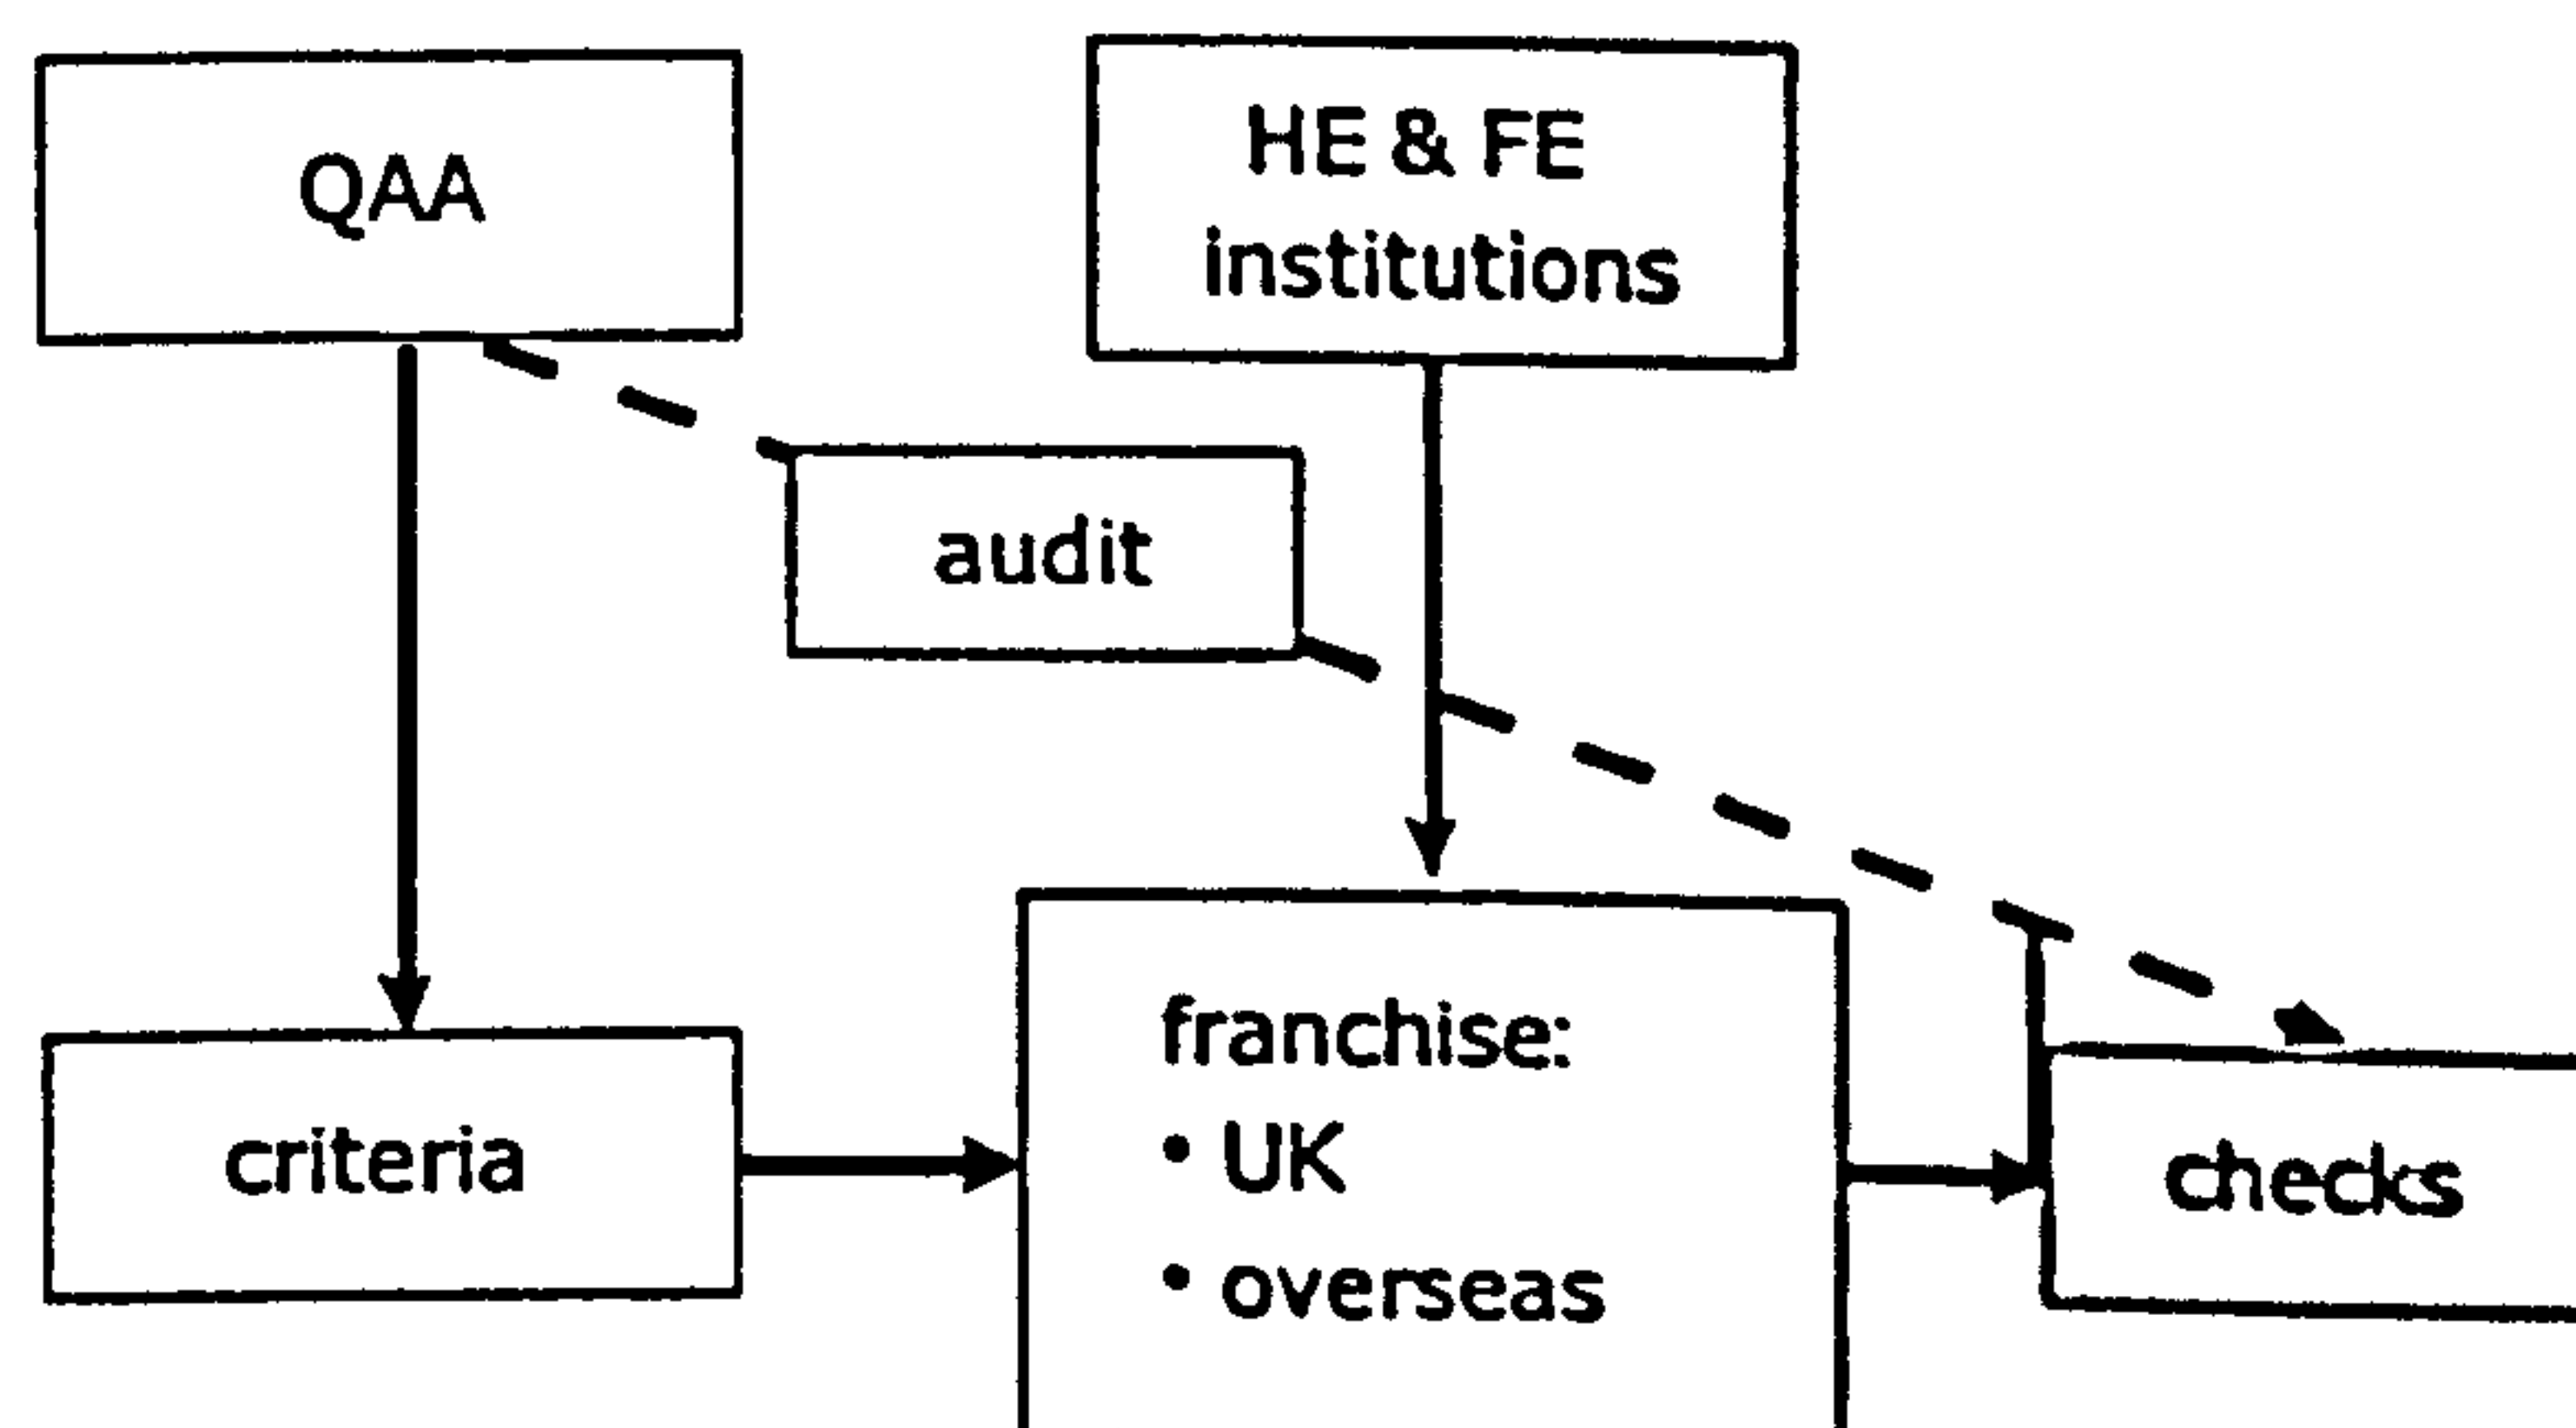 QAA
HE & FE
institutions
audit
criteria
franchise:
• UK
• overseas
checks